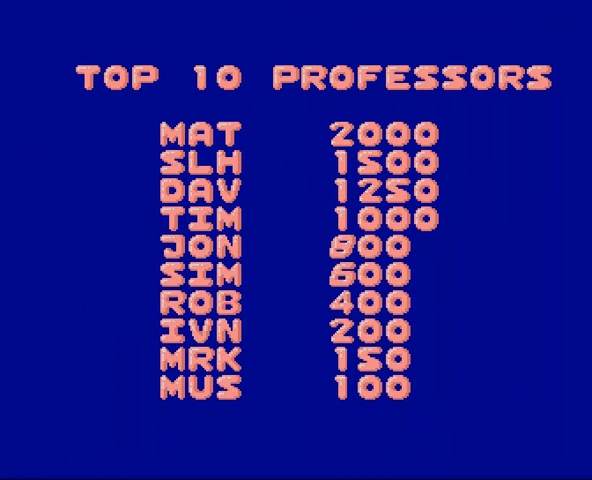 TOP 10 PROFESSORS
MAT 2000
SLH 1500
DAV 1250
TIM 1000
JON 800
SIM 600
ROB 400
IVN 200
MRK 150
MUS 100